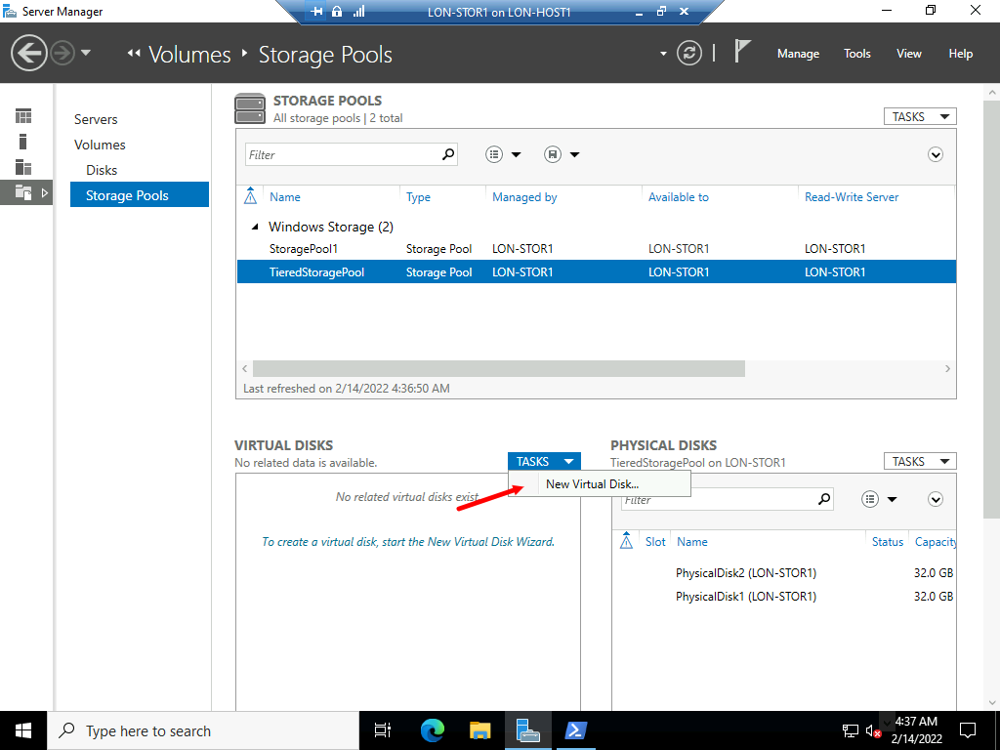 Server Manager
LON-STOR1 on LON-HOST1
Volumes
Storage Pools
Manage
Tools
View
Help
Servers
Volumes
Disks
Storage Pools
STORAGE POOLS
All storage pools | 2 total
TASKS
Filter
Name Type Managed by Available to Read-Write Server
Windows Storage (2)
StoragePool1 Storage Pool LON-STOR1 LON-STOR1 LON-STOR1
TieredStoragePool Storage Pool LON-STOR1 LON-STOR1 LON-STOR1
Last refreshed on 2/14/2022 4:36:50 AM
VIRTUAL DISKS
No related data is available.
TASKS
New Virtual Disk...
No related virtual disks exist.
To create a virtual disk, start the New Virtual Disk Wizard.
PHYSICAL DISKS
TieredStoragePool on LON-STOR1
TASKS
Filter
Slot Name Status Capacity
PhysicalDisk2 (LON-STOR1) 32.0 GB
PhysicalDisk1 (LON-STOR1) 32.0 GB
Type here to search
4:37 AM
2/14/2022